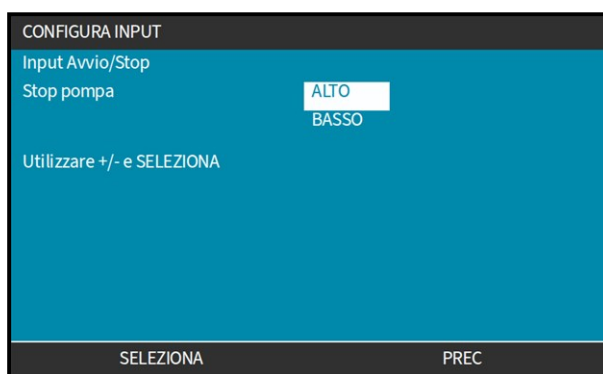 CONFIGURA INPUT
Input Avvio/Stop
Stop pompa ALTO
BASSO
Utilizzare +/- e SELEZIONA
SELEZIONA PREC